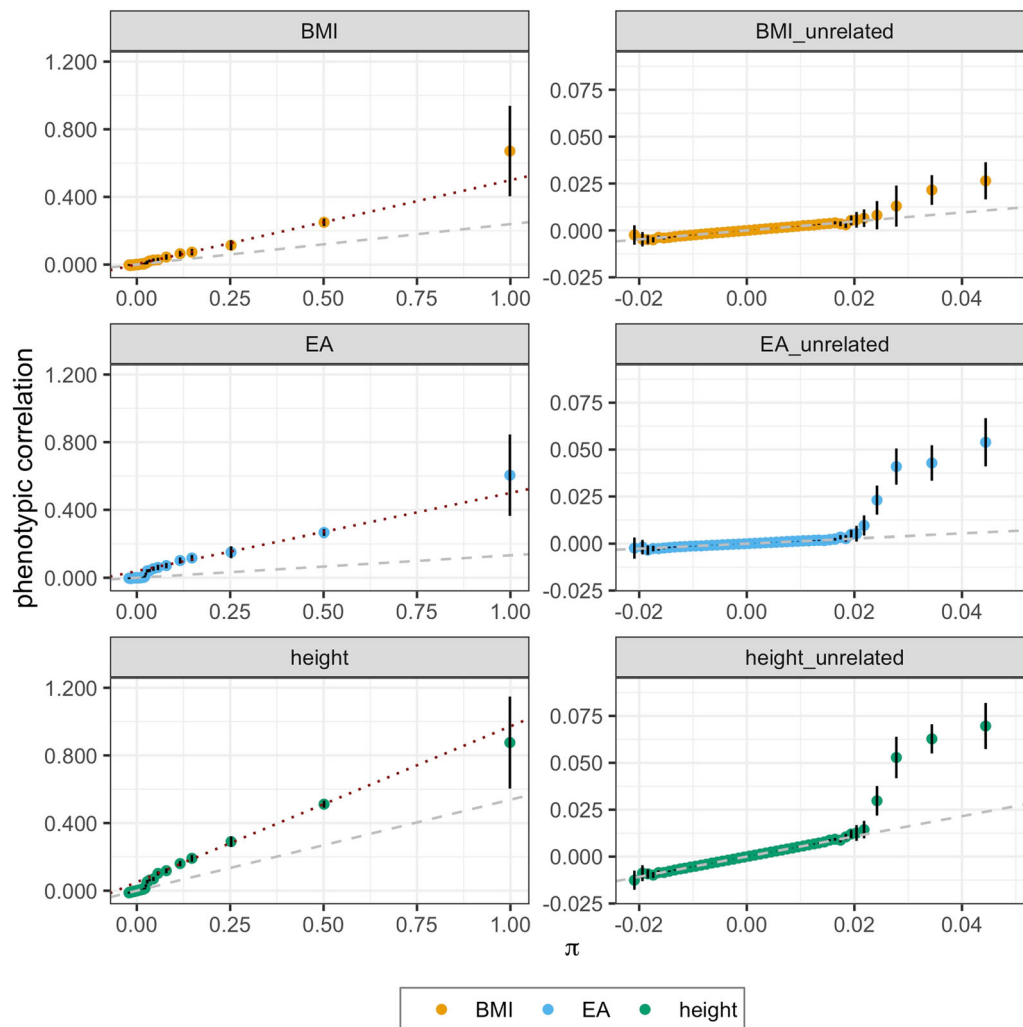 BMI
BMI_unrelated
1.200
0.800
0.400
0.000
0.075
0.050
0.025
0.000
-0.025
0.00 0.25 0.50 0.75 1.00
-0.02 0.00 0.02 0.04
EA
EA_unrelated
1.200
0.800
0.400
0.000
0.075
0.050
0.025
0.000
-0.025
0.00 0.25 0.50 0.75 1.00
-0.02 0.00 0.02 0.04
phenotypic correlation
height
height_unrelated
1.200
0.800
0.400
0.000
0.075
0.050
0.025
0.000
-0.025
0.00 0.25 0.50 0.75 1.00
-0.02 0.00 0.02 0.04
π
BMI EA height